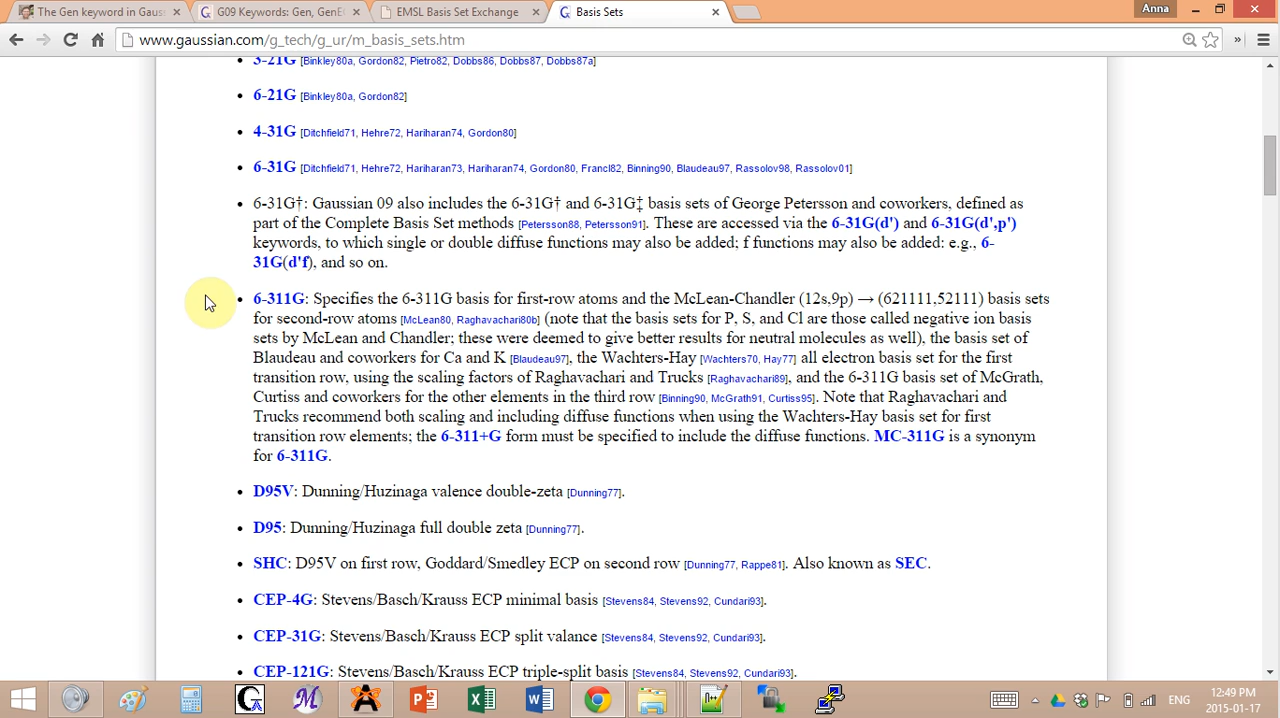 The Gen keyword in Gauss
G09 Keywords: Gen, GenE
EMSL Basis Set Exchange
Basis Sets
Anna
www.gaussian.com/g_tech/g_ur/m_basis_sets.htm
3-21G [Binkley80a, Gordon82, Pietro82, Dobbs86, Dobbs87, Dobbs87a]
6-21G [Binkley80a, Gordon82]
4-31G [Ditchfield71, Hehre72, Hariharan74, Gordon80]
6-31G [Ditchfield71, Hehre72, Hariharan73, Hariharan74, Gordon80, Francl82, Binning90, Blaudeau97, Rassolov98, Rassolov01]
6-31G†: Gaussian 09 also includes the 6-31G† and 6-31G‡ basis sets of George Petersson and coworkers, defined as
part of the Complete Basis Set methods [Petersson88, Petersson91]. These are accessed via the 6-31G(d') and 6-31G(d',p')
keywords, to which single or double diffuse functions may also be added; f functions may also be added: e.g., 6-
31G(d'f), and so on.
6-311G: Specifies the 6-311G basis for first-row atoms and the McLean-Chandler (12s,9p) → (621111,52111) basis sets
for second-row atoms [McLean80, Raghavachari80b] (note that the basis sets for P, S, and Cl are those called negative ion basis
sets by McLean and Chandler; these were deemed to give better results for neutral molecules as well), the basis set of
Blaudeau and coworkers for Ca and K [Blaudeau97], the Wachters-Hay [Wachters70, Hay77] all electron basis set for the first
transition row, using the scaling factors of Raghavachari and Trucks [Raghavachari89], and the 6-311G basis set of McGrath,
Curtiss and coworkers for the other elements in the third row [Binning90, McGrath91, Curtiss95]. Note that Raghavachari and
Trucks recommend both scaling and including diffuse functions when using the Wachters-Hay basis set for first
transition row elements; the 6-311+G form must be specified to include the diffuse functions. MC-311G is a synonym
for 6-311G.
D95V: Dunning/Huzinaga valence double-zeta [Dunning77].
D95: Dunning/Huzinaga full double zeta [Dunning77].
SHC: D95V on first row, Goddard/Smedley ECP on second row [Dunning77, Rappe81]. Also known as SEC.
CEP-4G: Stevens/Basch/Krauss ECP minimal basis [Stevens84, Stevens92, Cundari93].
CEP-31G: Stevens/Basch/Krauss ECP split valance [Stevens84, Stevens92, Cundari93].
CEP-121G: Stevens/Basch/Krauss ECP triple-split basis [Stevens84, Stevens92, Cundari93].
ENG
12:49 PM
2015-01-17